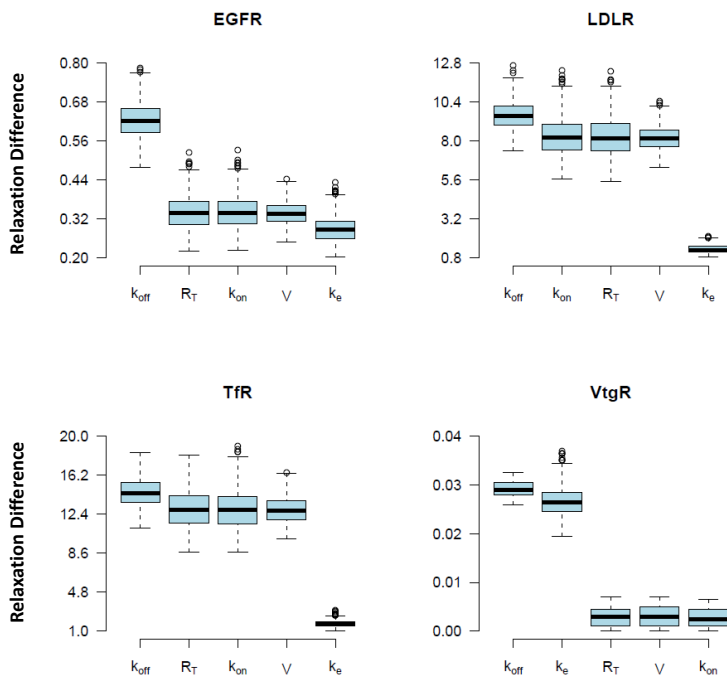 EGFR
Relaxation Difference
0.80
0.68
0.56
0.44
0.32
0.20
k_off R_T k_on V k_e
LDLR
12.8
10.4
8.0
5.6
3.2
0.8
k_off k_on R_T V k_e
TfR
Relaxation Difference
20.0
16.2
12.4
8.6
4.8
1.0
k_off R_T k_on V k_e
VtgR
0.04
0.03
0.02
0.01
0.00
k_off k_e R_T V k_on